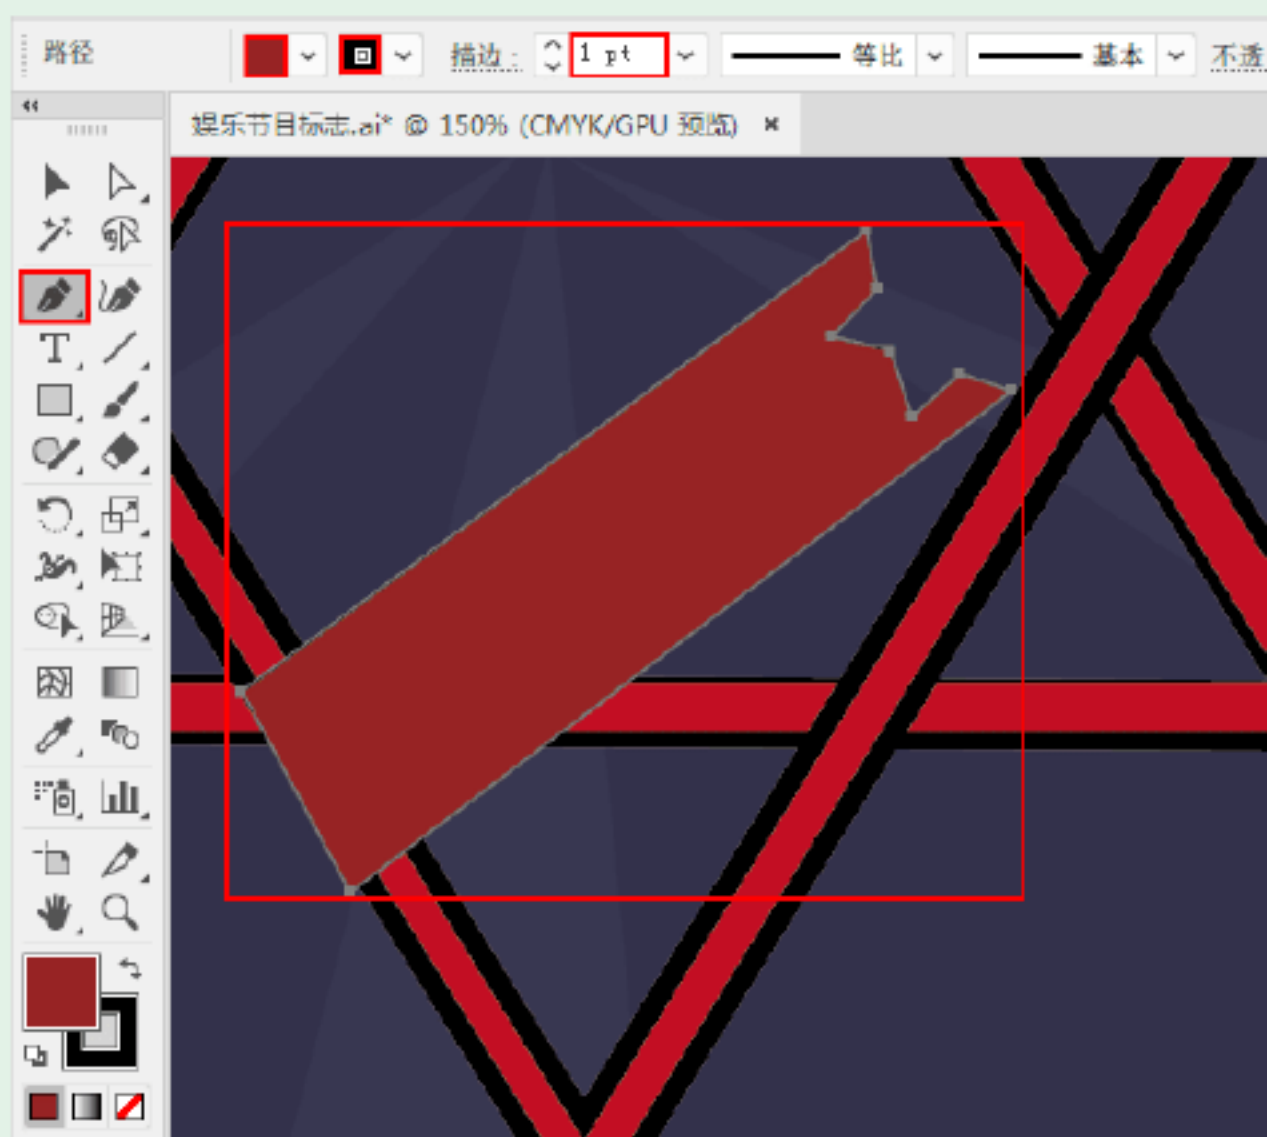 路径 描边: 1 pt 等比 基本 不透
娱乐节目标志.ai* @ 150% (CMYK/GPU 预览) ×